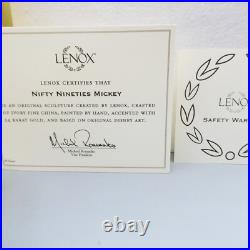 LENOX
LENOX CERTIFIES THAT
NIFTY NINETIES MICKEY
IS AN ORIGINAL SCULPTURE CREATED BY LENOX, CRAFTED
OF IVORY FINE CHINA, PAINTED BY HAND, ACCENTED WITH
24 KARAT GOLD, AND BASED ON ORIGINAL DISNEY ART.
Michael Romanko
Vice President
LENOX
SAFETY WAR